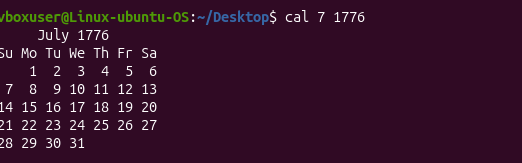 vboxuser@Linux-ubuntu-OS:~/Desktop$ cal 7 1776
July 1776
Su Mo Tu We Th Fr Sa
1 2 3 4 5 6
7 8 9 10 11 12 13
14 15 16 17 18 19 20
21 22 23 24 25 26 27
28 29 30 31